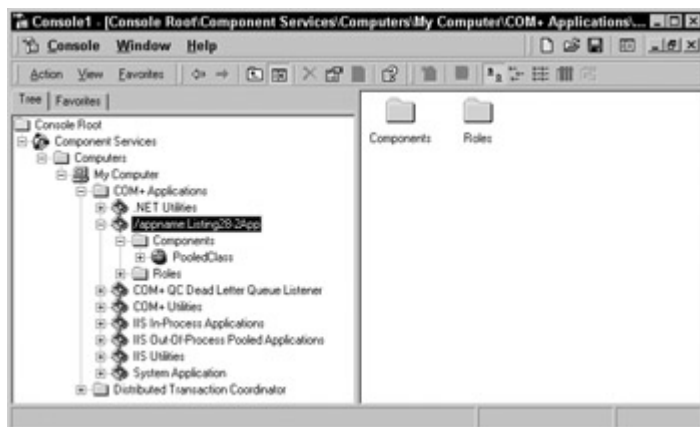 Console1 - [Console Root\Component Services\Computers\My Computer\COM+ Applications\...
Console Window Help
Action View Favorites
Tree Favorites
Console Root
Component Services
Computers
My Computer
COM+ Applications
.NET Utilities
/appname:Listing28-2App
Components
PooledClass
Roles
COM+ QC Dead Letter Queue Listener
COM+ Utilities
IIS In-Process Applications
IIS Out-Of-Process Pooled Applications
IIS Utilities
System Application
Distributed Transaction Coordinator
Components Roles